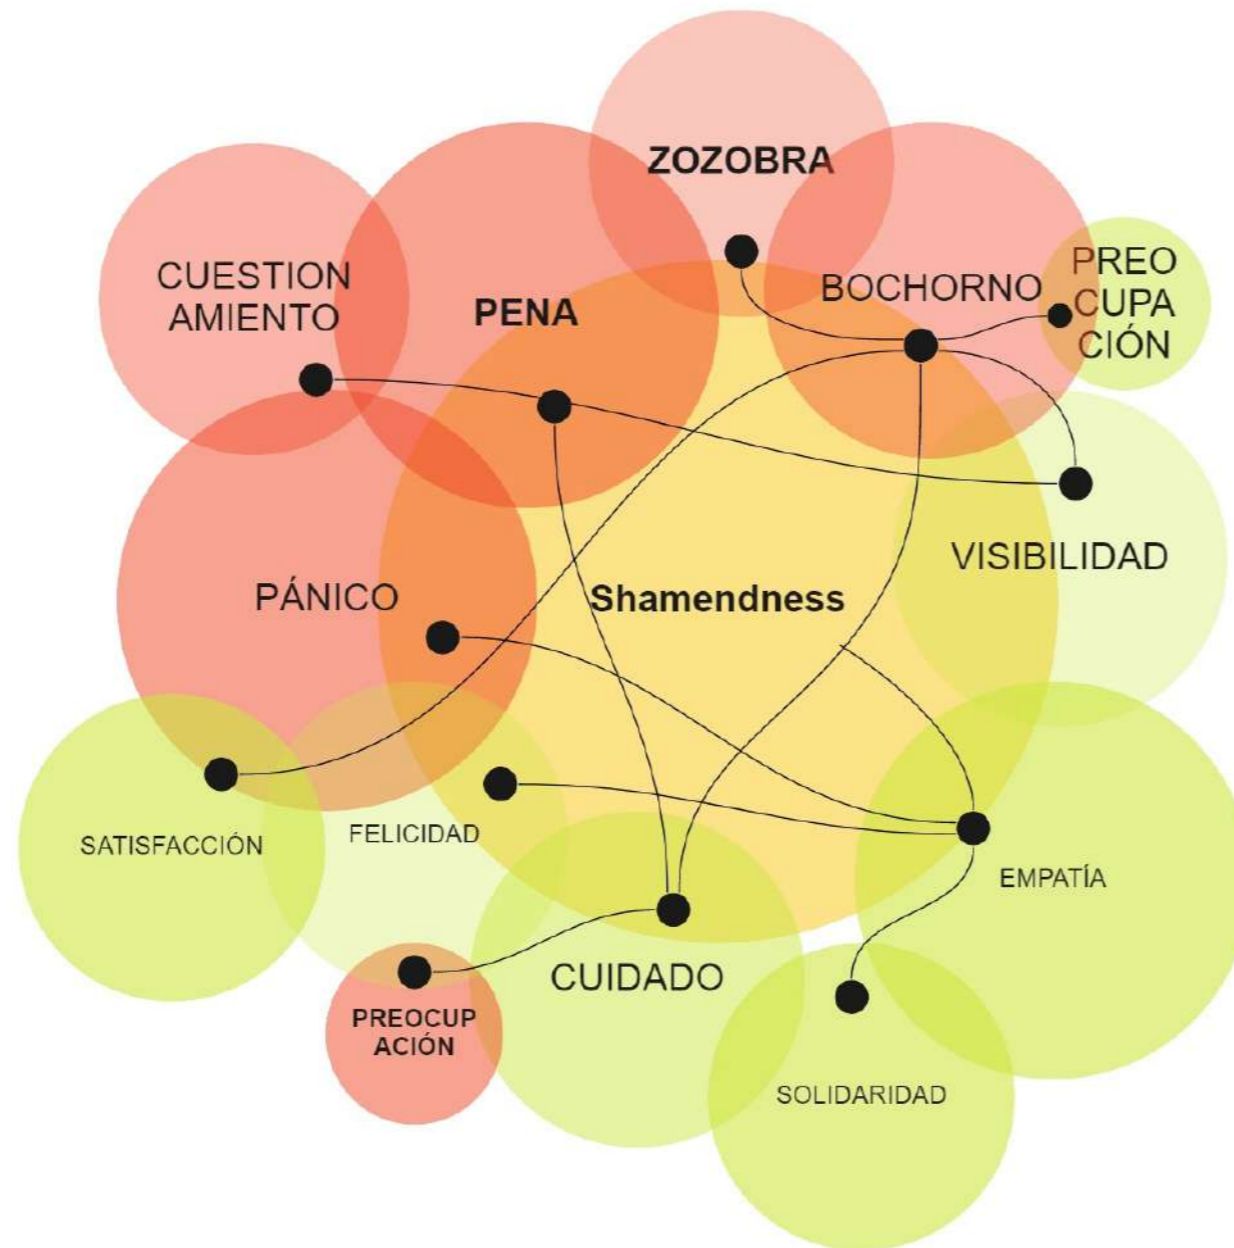 ZOZOBRA
CUESTION
AMIENTO
PENA
BOCHORNO
PREO
CUPA
CIÓN
VISIBILIDAD
PÁNICO
Shamendness
SATISFACCIÓN
FELICIDAD
EMPATÍA
CUIDADO
PREOCUP
ACIÓN
SOLIDARIDAD